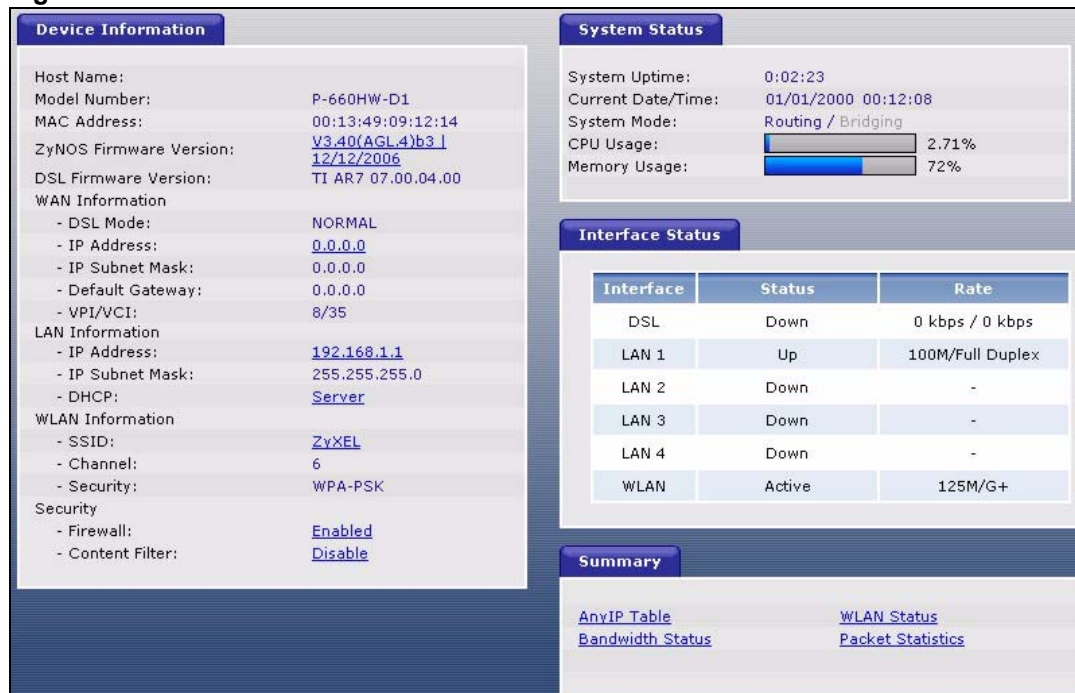 Device Information
Host Name:
Model Number: P-660HW-D1
MAC Address: 00:13:49:09:12:14
ZyNOS Firmware Version: V3.40(AGL.4)b3 |
12/12/2006
DSL Firmware Version: TI AR7 07.00.04.00
WAN Information
- DSL Mode: NORMAL
- IP Address: 0.0.0.0
- IP Subnet Mask: 0.0.0.0
- Default Gateway: 0.0.0.0
- VPI/VCI: 8/35
LAN Information
- IP Address: 192.168.1.1
- IP Subnet Mask: 255.255.255.0
- DHCP: Server
WLAN Information
- SSID: ZyXEL
- Channel: 6
- Security: WPA-PSK
Security
- Firewall: Enabled
- Content Filter: Disable
System Status
System Uptime: 0:02:23
Current Date/Time: 01/01/2000 00:12:08
System Mode: Routing / Bridging
CPU Usage: 2.71%
Memory Usage: 72%
Interface Status
Interface Status Rate
DSL Down 0 kbps / 0 kbps
LAN 1 Up 100M/Full Duplex
LAN 2 Down -
LAN 3 Down -
LAN 4 Down -
WLAN Active 125M/G+
Summary
AnyIP Table WLAN Status
Bandwidth Status Packet Statistics